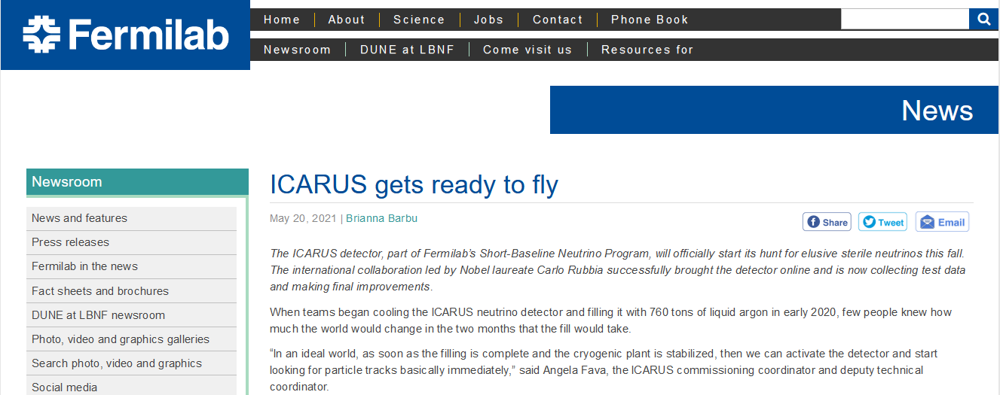 Fermilab
Home About Science Jobs Contact Phone Book
Newsroom DUNE at LBNF Come visit us Resources for
News
Newsroom
News and features
Press releases
Fermilab in the news
Fact sheets and brochures
DUNE at LBNF newsroom
Photo, video and graphics galleries
Search photo, video and graphics
Social media
ICARUS gets ready to fly
May 20, 2021 | Brianna Barbu
Share Tweet Email
The ICARUS detector, part of Fermilab’s Short-Baseline Neutrino Program, will officially start its hunt for elusive sterile neutrinos this fall.
The international collaboration led by Nobel laureate Carlo Rubbia successfully brought the detector online and is now collecting test data
and making final improvements.
When teams began cooling the ICARUS neutrino detector and filling it with 760 tons of liquid argon in early 2020, few people knew how
much the world would change in the two months that the fill would take.
“In an ideal world, as soon as the filling is complete and the cryogenic plant is stabilized, then we can activate the detector and start
looking for particle tracks basically immediately,” said Angela Fava, the ICARUS commissioning coordinator and deputy technical
coordinator.